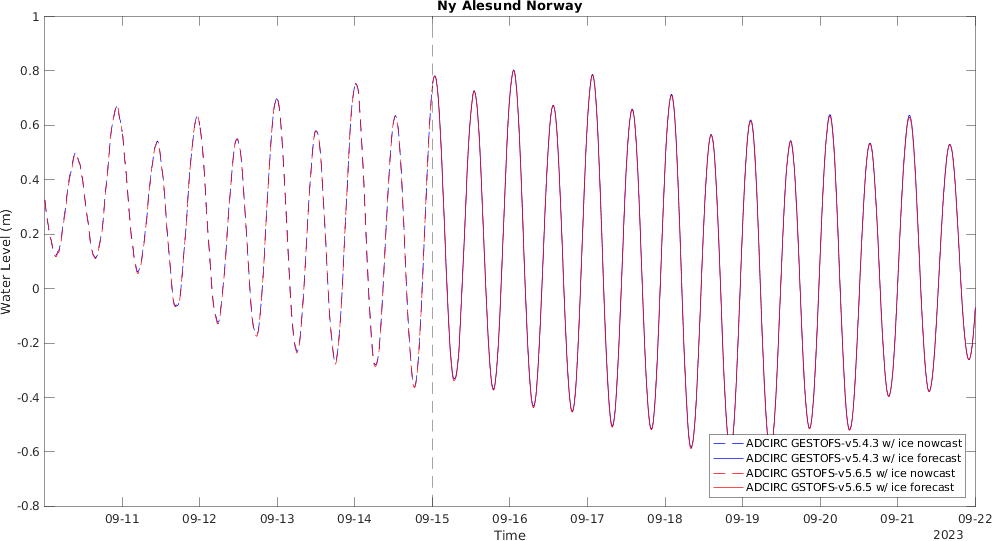 Ny Alesund Norway
1
0.8
0.6
0.4
0.2
0
-0.2
-0.4
-0.6
-0.8
Water Level (m)
ADCIRC GESTOFS-v5.4.3 w/ ice nowcast
ADCIRC GESTOFS-v5.4.3 w/ ice forecast
ADCIRC GSTOFS-v5.6.5 w/ ice nowcast
ADCIRC GSTOFS-v5.6.5 w/ ice forecast
09-11 09-12 09-13 09-14 09-15 09-16 09-17 09-18 09-19 09-20 09-21 09-22
Time
2023